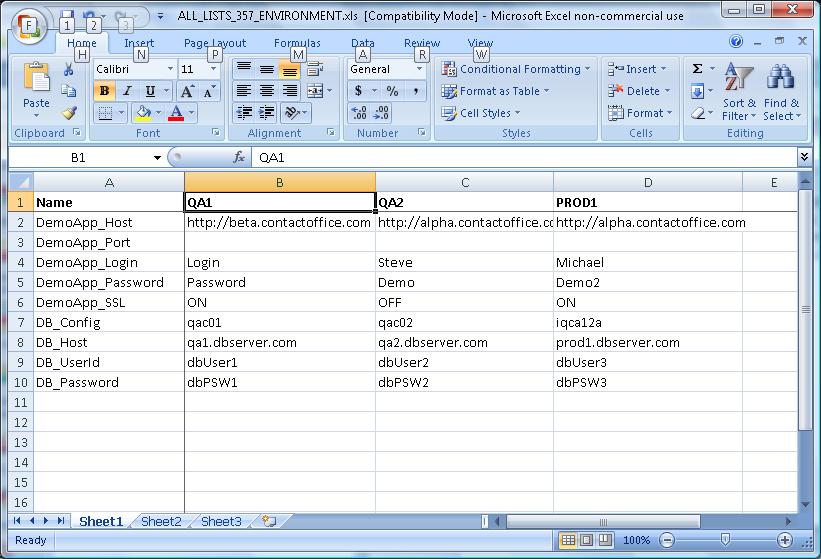 ALL_LISTS_357_ENVIRONMENT.xls [Compatibility Mode] - Microsoft Excel non-commercial use
F 1 2 3
Home Insert Page Layout Formulas Data Review View
H N P M A R W
Calibri 11 General Conditional Formatting Insert Σ
Paste B I U A A $ % , Format as Table Delete Sort & Find &
Cell Styles Format Filter Select
Clipboard Font Alignment Number Styles Cells Editing
B1 fx QA1
A B C D E
1 Name QA1 QA2 PROD1
2 DemoApp_Host http://beta.contactoffice.com http://alpha.contactoffice.cc http://alpha.contactoffice.com
3 DemoApp_Port
4 DemoApp_Login Login Steve Michael
5 DemoApp_Password Password Demo Demo2
6 DemoApp_SSL ON OFF ON
7 DB_Config qac01 qac02 iqca12a
8 DB_Host qa1.dbserver.com qa2.dbserver.com prod1.dbserver.com
9 DB_UserId dbUser1 dbUser2 dbUser3
10 DB_Password dbPSW1 dbPSW2 dbPSW3
11
12
13
14
15
16
Sheet1 Sheet2 Sheet3
Ready 100%